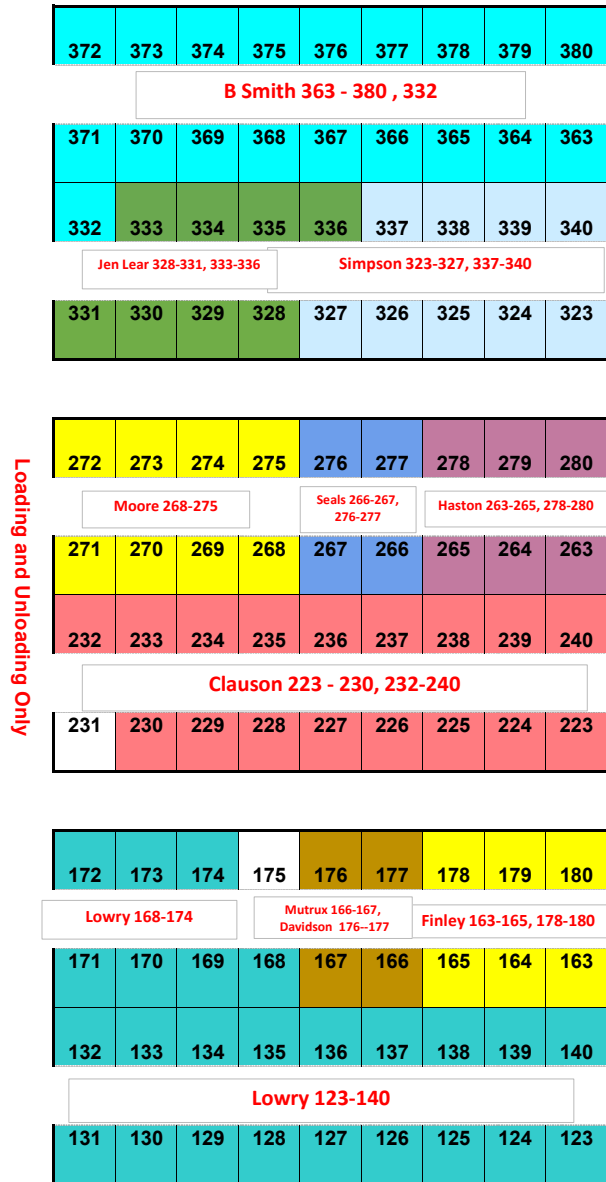 372 373 374 375 376 377 378 379 380
B Smith 363 - 380 , 332
371 370 369 368 367 366 365 364 363
332 333 334 335 336 337 338 339 340
Jen Lear 328-331, 333-336
Simpson 323-327, 337-340
331 330 329 328 327 326 325 324 323
Loading and Unloading Only
272 273 274 275 276 277 278 279 280
Moore 268-275
Seals 266-267,
276-277
Haston 263-265, 278-280
271 270 269 268 267 266 265 264 263
232 233 234 235 236 237 238 239 240
Clauson 223 - 230, 232-240
231 230 229 228 227 226 225 224 223
172 173 174 175 176 177 178 179 180
Lowry 168-174
Mutrux 166-167,
Davidson 176--177
Finley 163-165, 178-180
171 170 169 168 167 166 165 164 163
132 133 134 135 136 137 138 139 140
Lowry 123-140
131 130 129 128 127 126 125 124 123